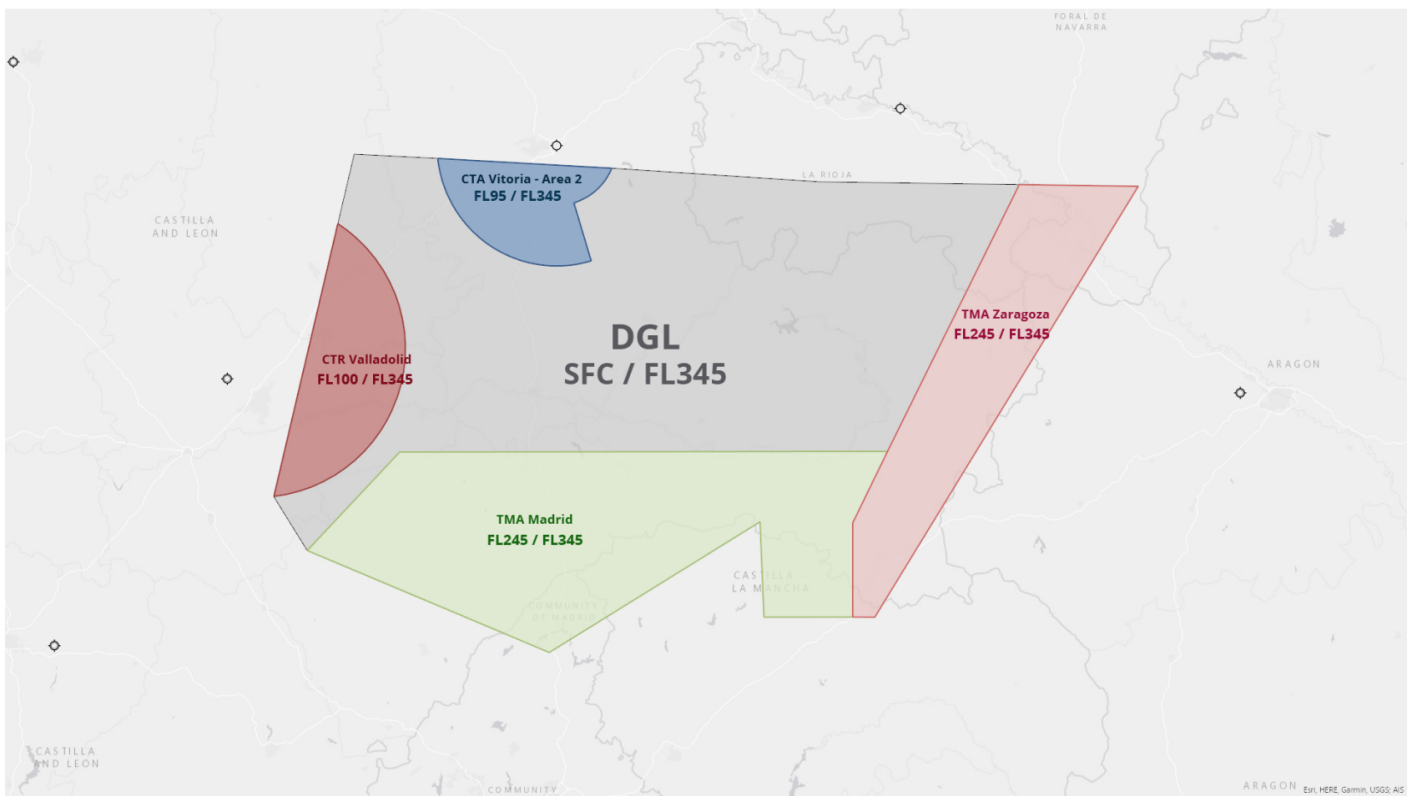 FORAL DE
NAVARRA
CTA Vitoria - Area 2
FL95 / FL345
LA RIOJA
CASTILLA
AND LEON
TMA Zaragoza
FL245 / FL345
DGL
SFC / FL345
CTR Valladolid
FL100 / FL345
ARAGON
TMA Madrid
FL245 / FL345
CASTILLA
LA MANCHA
COMMUNITY
OF MADRID
CASTILLA
AND LEON
COMMUNITY
ARAGON
Esri, HERE, Garmin, USGS; AIS